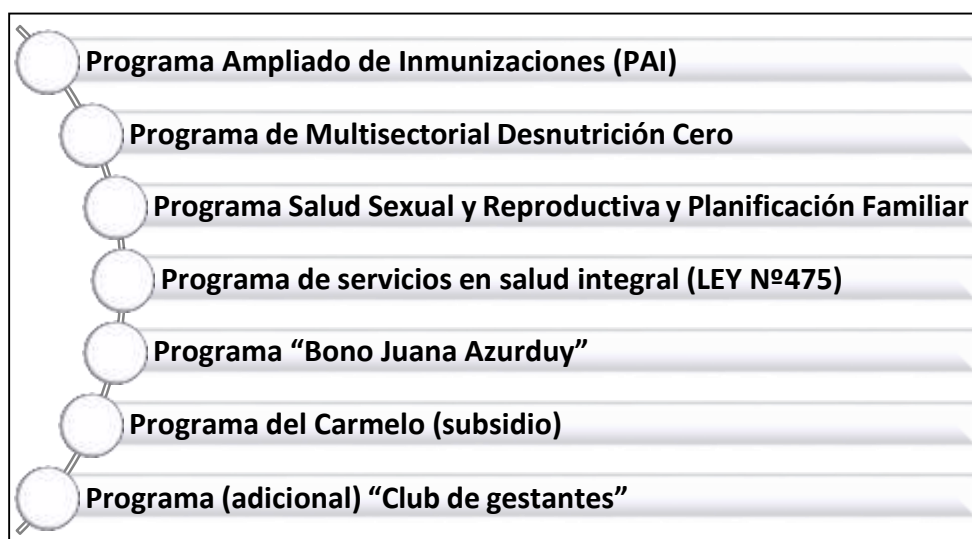 Programa Ampliado de Inmunizaciones (PAI)
Programa de Multisectorial Desnutrición Cero
Programa Salud Sexual y Reproductiva y Planificación Familiar
Programa de servicios en salud integral (LEY Nº475)
Programa “Bono Juana Azurduy”
Programa del Carmelo (subsidio)
Programa (adicional) “Club de gestantes”